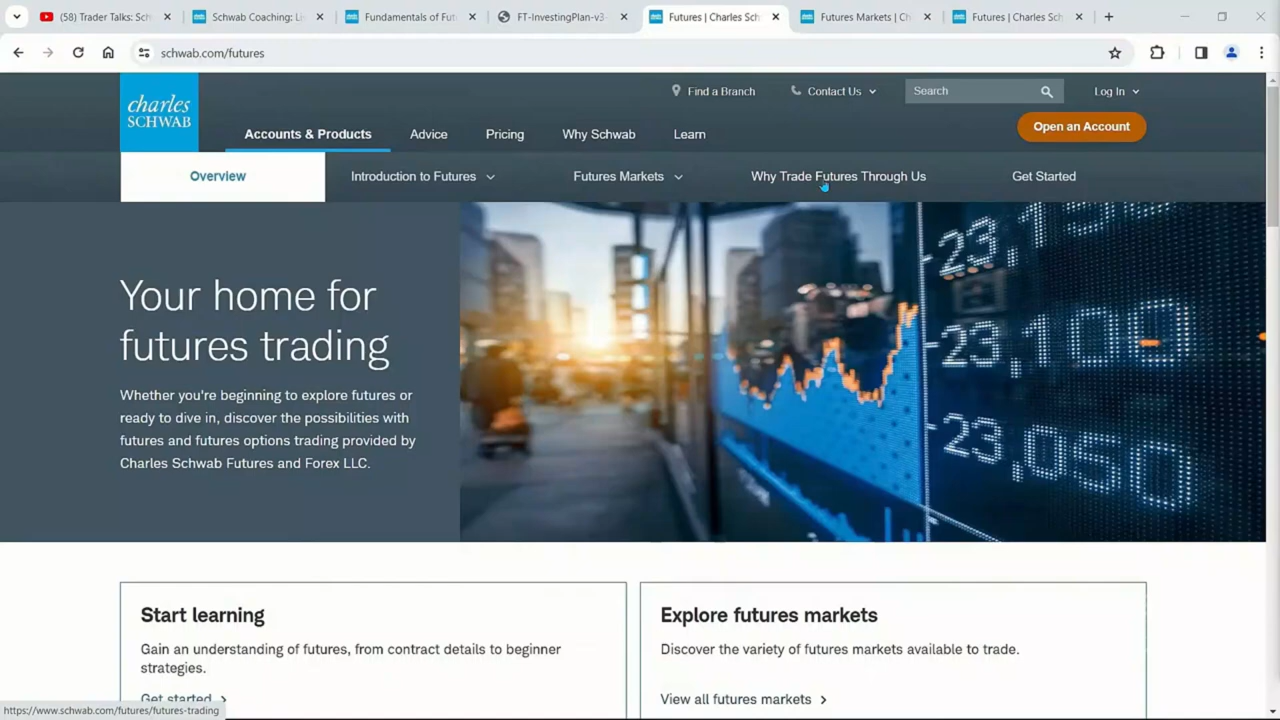 (58) Trader Talks: Sch
Schwab Coaching: Li
Fundamentals of Fut
FT-InvestingPlan-v3
Futures | Charles Sch
Futures Markets | Ch
Futures | Charles Sch
schwab.com/futures
charles
SCHWAB
Find a Branch
Contact Us
Search
Log In
Accounts & Products
Advice
Pricing
Why Schwab
Learn
Open an Account
Overview
Introduction to Futures
Futures Markets
Why Trade Futures Through Us
Get Started
Your home for
futures trading
Whether you're beginning to explore futures or
ready to dive in, discover the possibilities with
futures and futures options trading provided by
Charles Schwab Futures and Forex LLC.
23,150
23,100
23,050
Start learning
Gain an understanding of futures, from contract details to beginner
strategies.
Get started
Explore futures markets
Discover the variety of futures markets available to trade.
View all futures markets
https://www.schwab.com/futures/futures-trading